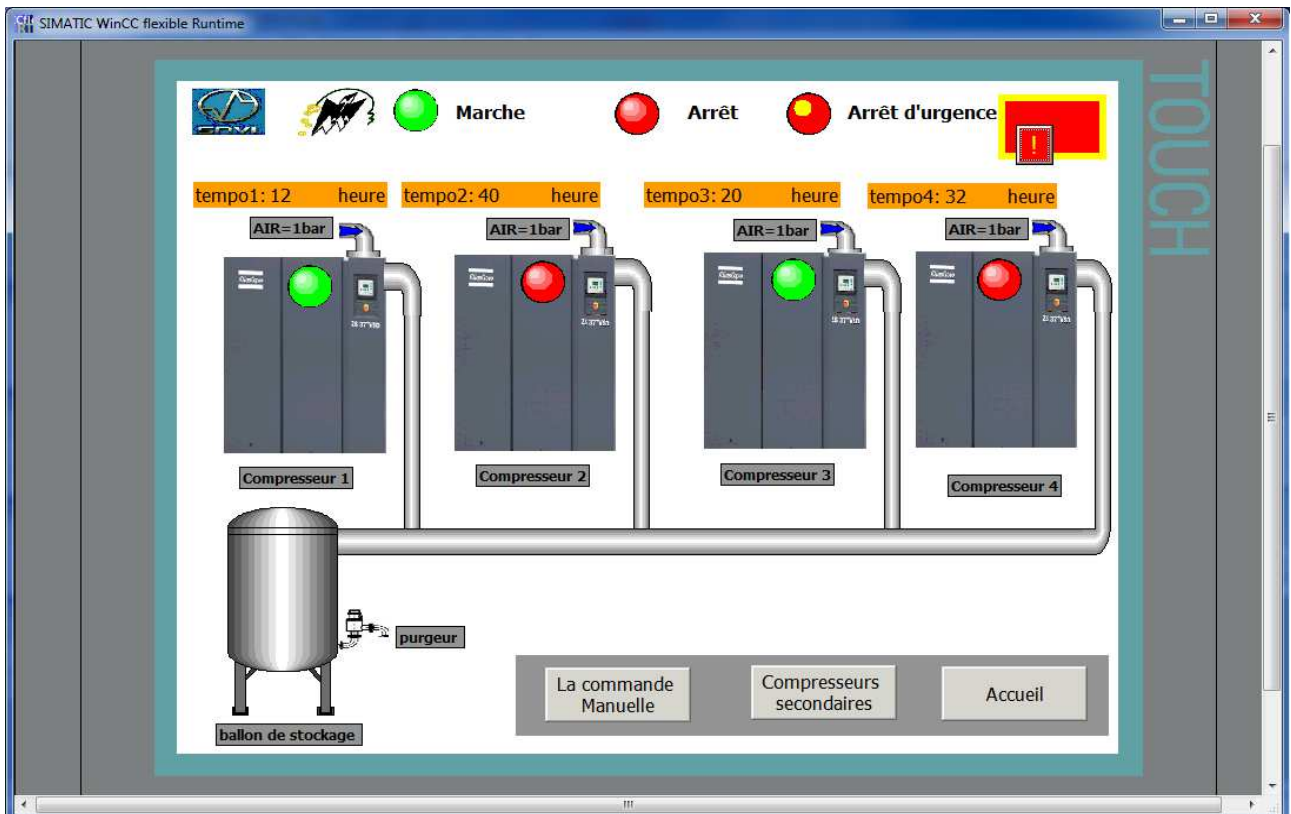 SIMATIC WinCC flexible Runtime
TOUCH
Marche
Arrêt
Arrêt d'urgence
!
tempo1: 12 heure
tempo2: 40 heure
tempo3: 20 heure
tempo4: 32 heure
AIR=1bar
AIR=1bar
AIR=1bar
AIR=1bar
Compresseur 1
Compresseur 2
Compresseur 3
Compresseur 4
purgeur
ballon de stockage
La commande
Manuelle
Compresseurs
secondaires
Accueil